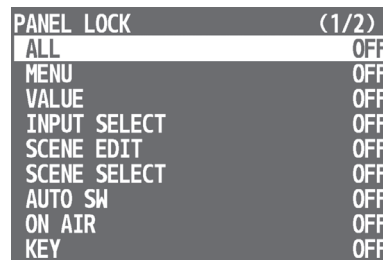 PANEL LOCK (1/2)
ALL OFF
MENU OFF
VALUE OFF
INPUT SELECT OFF
SCENE EDIT OFF
SCENE SELECT OFF
AUTO SW OFF
ON AIR OFF
KEY OFF